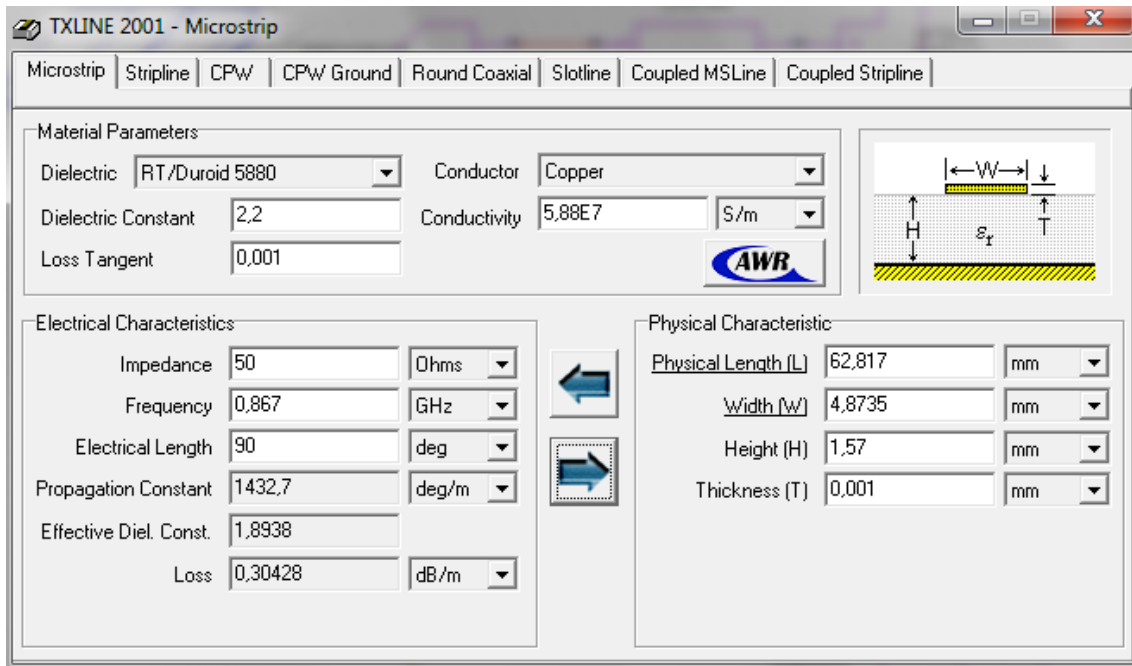 TXLINE 2001 - Microstrip
Microstrip Stripline CPW CPW Ground Round Coaxial Slotline Coupled MSLine Coupled Stripline
Material Parameters
Dielectric RT/Duroid 5880 Conductor Copper
Dielectric Constant 2,2 Conductivity 5,88E7 S/m
Loss Tangent 0,001 AWR
W
T
H
εr
Electrical Characteristics
Impedance 50 Ohms
Frequency 0,867 GHz
Electrical Length 90 deg
Propagation Constant 1432,7 deg/m
Effective Diel. Const. 1,8938
Loss 0,30428 dB/m
Physical Characteristic
Physical Length (L) 62,817 mm
Width (W) 4,8735 mm
Height (H) 1,57 mm
Thickness (T) 0,001 mm